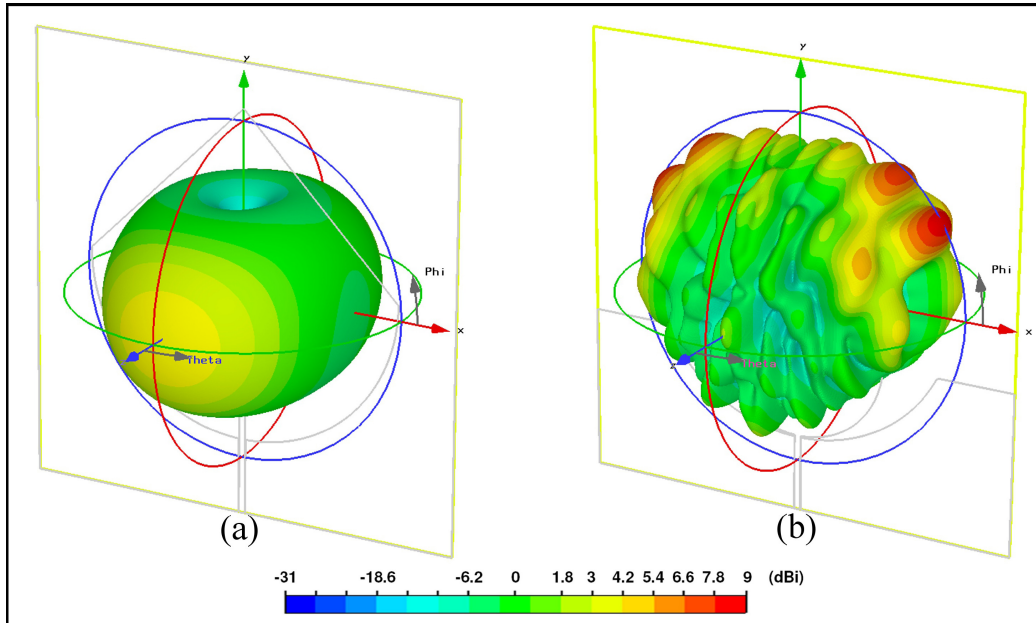 y
Phi
x
Theta
(a)
y
Phi
x
z
Theta
(b)
-31 -18.6 -6.2 0 1.8 3 4.2 5.4 6.6 7.8 9 (dBi)